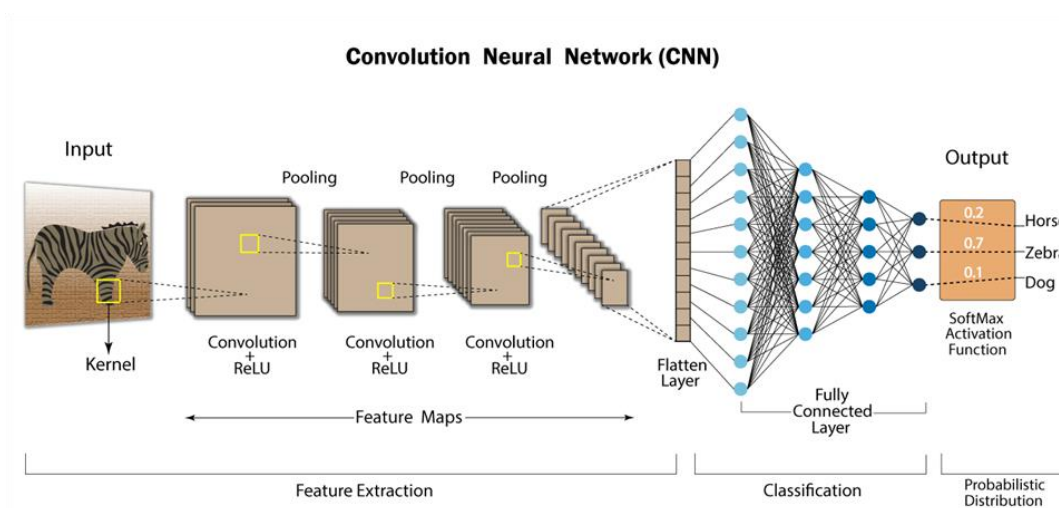 Convolution Neural Network (CNN)
Input
Pooling
Pooling
Pooling
Output
0.2
Horse
0.7
Zebra
0.1
Dog
SoftMax
Activation
Function
Kernel
Convolution
+
ReLU
Convolution
+
ReLU
Convolution
+
ReLU
Flatten
Layer
Fully
Connected
Layer
Feature Maps
Feature Extraction
Classification
Probabilistic
Distribution